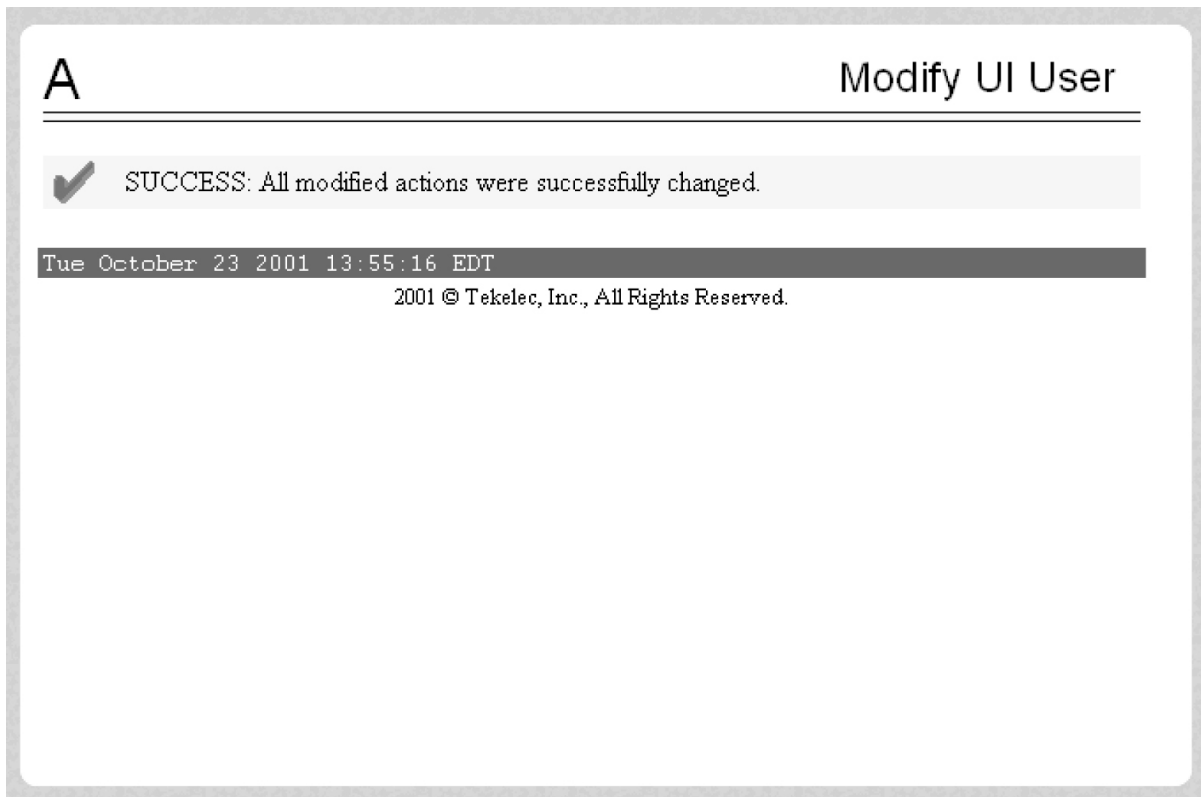 A
Modify UI User
SUCCESS: All modified actions were successfully changed.
Tue October 23 2001 13:55:16 EDT
2001 © Tekelec, Inc., All Rights Reserved.